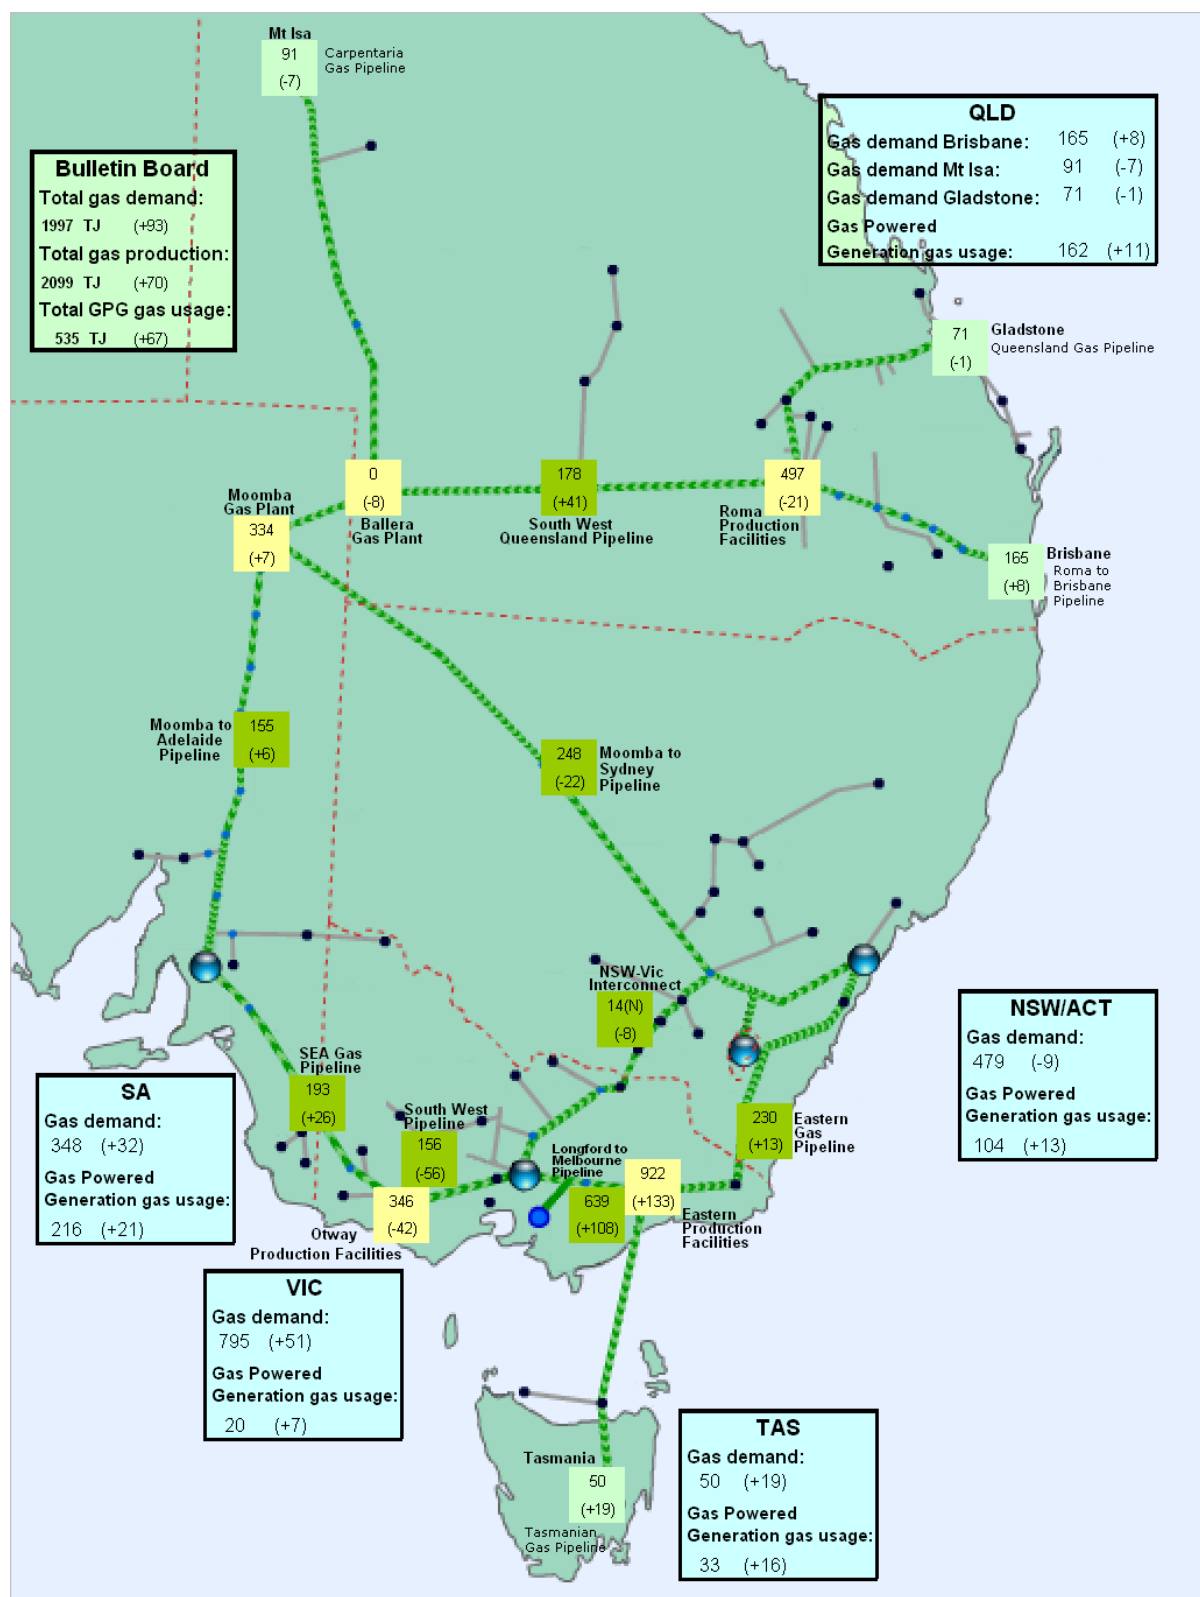 Mt Isa
91
(-7)
Carpentaria
Gas Pipeline
QLD
Gas demand Brisbane: 165 (+8)
Gas demand Mt Isa: 91 (-7)
Gas demand Gladstone: 71 (-1)
Gas Powered
Generation gas usage: 162 (+11)
Bulletin Board
Total gas demand:
1997 TJ (+93)
Total gas production:
2099 TJ (+70)
Total GPG gas usage:
535 TJ (+67)
71
(-1)
Gladstone
Queensland Gas Pipeline
0
(-8)
Ballera
Gas Plant
178
(+41)
South West
Queensland Pipeline
497
(-21)
Roma
Production
Facilities
Moomba
Gas Plant
334
(+7)
165
(+8)
Brisbane
Roma to
Brisbane
Pipeline
Moomba to
Adelaide
Pipeline
155
(+6)
248
(-22)
Moomba to
Sydney
Pipeline
NSW-Vic
Interconnect
14(N)
(-8)
NSW/ACT
Gas demand:
479 (-9)
Gas Powered
Generation gas usage:
104 (+13)
SEA Gas
Pipeline
193
(+26)
SA
Gas demand:
348 (+32)
Gas Powered
Generation gas usage:
216 (+21)
South West
Pipeline
156
(-56)
230
(+13)
Eastern
Gas
Pipeline
Longford to
Melbourne
Pipeline
639
(+108)
922
(+133)
Eastern
Production
Facilities
346
(-42)
Otway
Production Facilities
VIC
Gas demand:
795 (+51)
Gas Powered
Generation gas usage:
20 (+7)
Tasmania
50
(+19)
Tasmanian
Gas Pipeline
TAS
Gas demand:
50 (+19)
Gas Powered
Generation gas usage:
33 (+16)